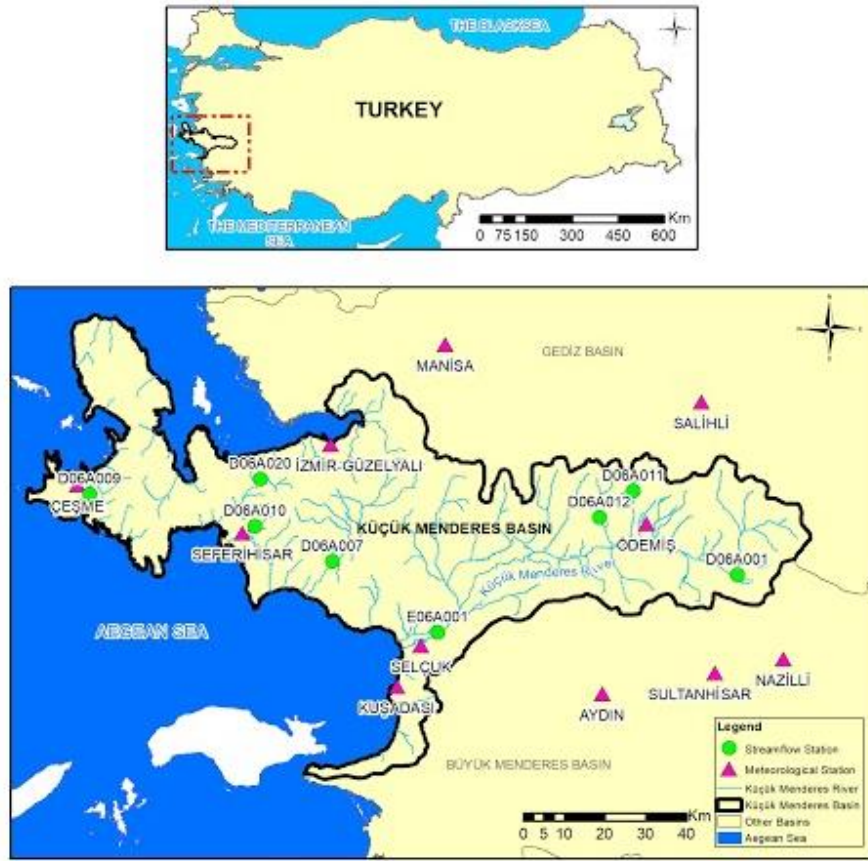 THE BLACKSEA
TURKEY
THE MEDITERRANEAN
SEA
Km
0 75 150 300 450 600
MANİSA
GEDİZ BASIN
SALİHLİ
İZMİR-GÜZELYALI
D06A009
ÇEŞME
D06A020
D06A011
D06A012
D06A010
KÜÇÜK MENDERES BASIN
ÖDEMİŞ
SEFERİHİSAR
D06A007
D06A001
Küçük Menderes River
E06A001
AEGEAN SEA
SELÇUK
KUŞADASI
NAZİLLİ
SULTANHİSAR
AYDIN
BÜYÜK MENDERES BASIN
Legend
Streamflow Station
Meteorological Station
Küçük Menderes River
Küçük Menderes Basin
Other Basins
Aegean Sea
Km
0 5 10 20 30 40